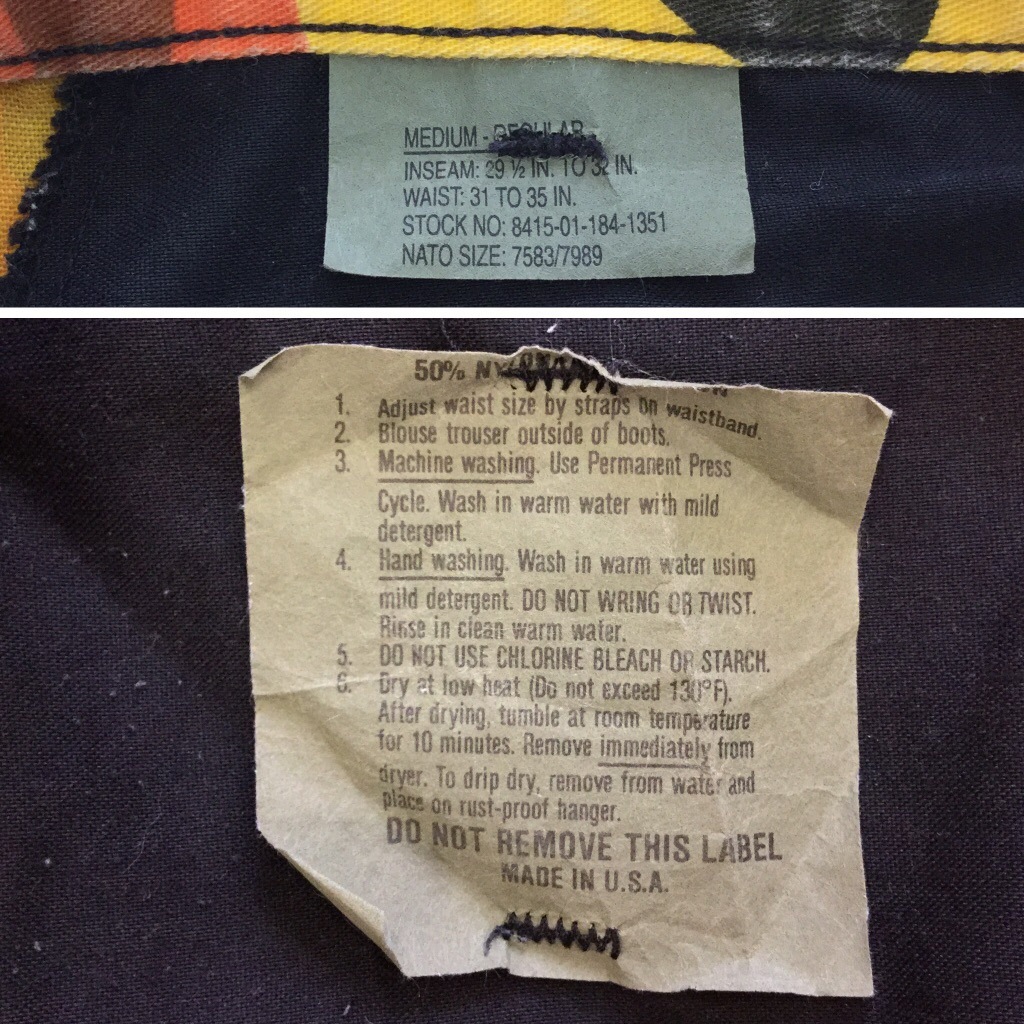 MEDIUM - REGULAR
INSEAM: 29 ½ IN. TO 32 IN.
WAIST: 31 TO 35 IN.
STOCK NO: 8415-01-184-1351
NATO SIZE: 7583/7989
50% NY
1. Adjust waist size by straps on waistband.
2. Blouse trouser outside of boots.
3. Machine washing. Use Permanent Press
Cycle. Wash in warm water with mild
detergent.
4. Hand washing. Wash in warm water using
mild detergent. DO NOT WRING OR TWIST.
Rinse in clean warm water.
5. DO NOT USE CHLORINE BLEACH OR STARCH.
6. Dry at low heat (Do not exceed 130°F).
After drying, tumble at room temperature
for 10 minutes. Remove immediately from
dryer. To drip dry, remove from water and
place on rust-proof hanger.
DO NOT REMOVE THIS LABEL
MADE IN U.S.A.